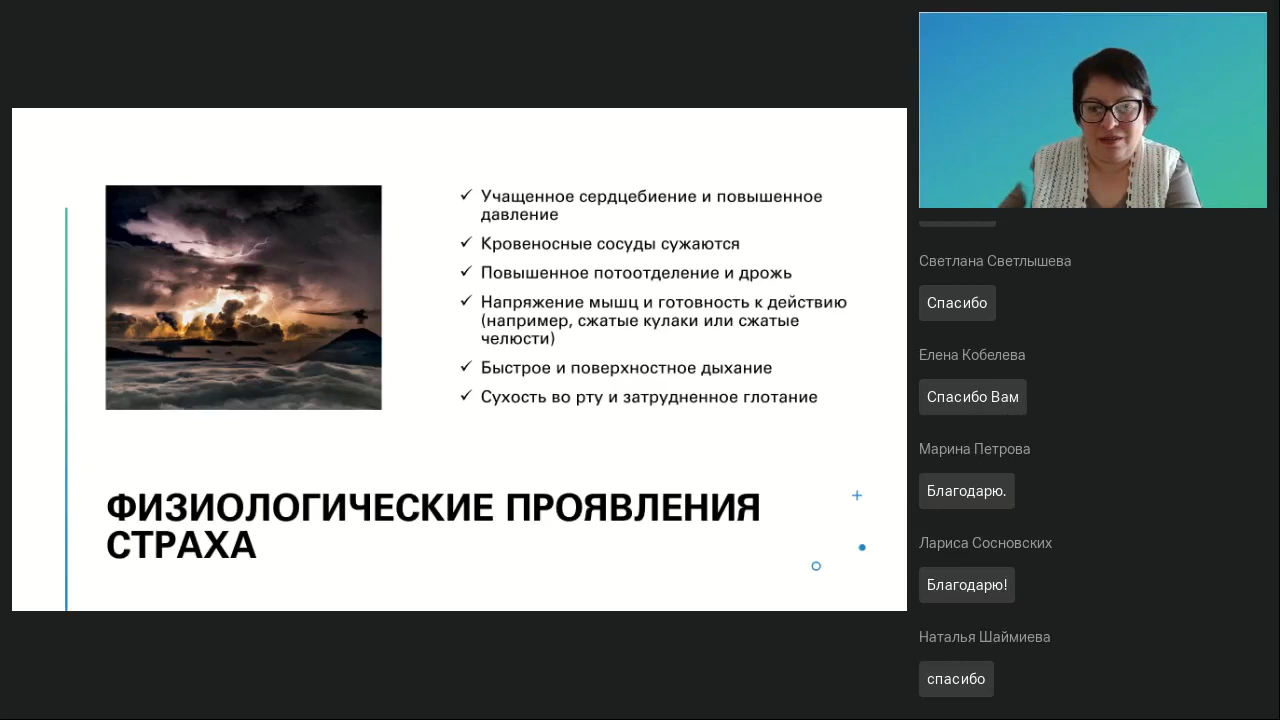 Учащенное сердцебиение и повышенное
давление
Кровеносные сосуды сужаются
Повышенное потоотделение и дрожь
Напряжение мышц и готовность к действию
(например, сжатые кулаки или сжатые
челюсти)
Быстрое и поверхностное дыхание
Сухость во рту и затрудненное глотание
ФИЗИОЛОГИЧЕСКИЕ ПРОЯВЛЕНИЯ
СТРАХА
Светлана Светлышева
Спасибо
Елена Кобелева
Спасибо Вам
Марина Петрова
Благодарю.
Лариса Сосновских
Благодарю!
Наталья Шаймиева
спасибо